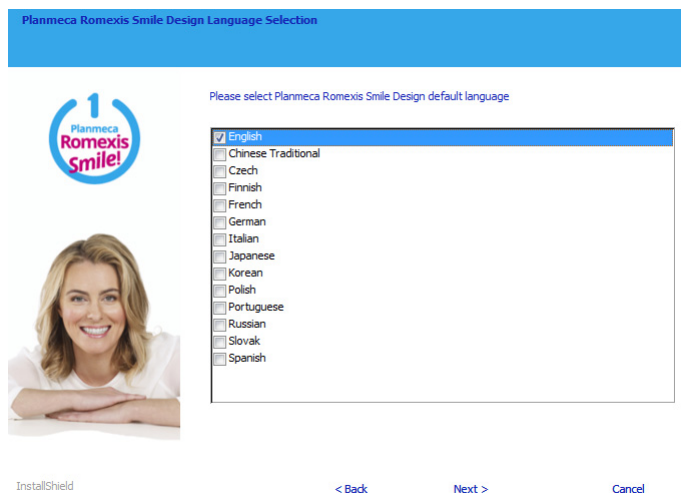 Planmeca Romexis Smile Design Language Selection
Please select Planmeca Romexis Smile Design default language
1
Planmeca
Romexis
Smile!
English
Chinese Traditional
Czech
Finnish
French
German
Italian
Japanese
Korean
Polish
Portuguese
Russian
Slovak
Spanish
InstallShield
< Back Next > Cancel